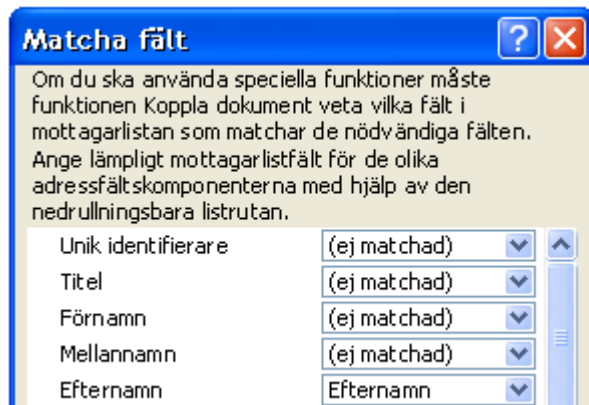 Matcha fält
Om du ska använda speciella funktioner måste
funktionen Koppla dokument veta vilka fält i
mottagarlistan som matchar de nödvändiga fälten.
Ange lämpligt mottagarlistfält för de olika
adressfältskomponenterna med hjälp av den
nedrullningsbara listrutan.
Unik identifierare (ej matchad)
Titel (ej matchad)
Förnamn (ej matchad)
Mellannamn (ej matchad)
Efternamn Efternamn